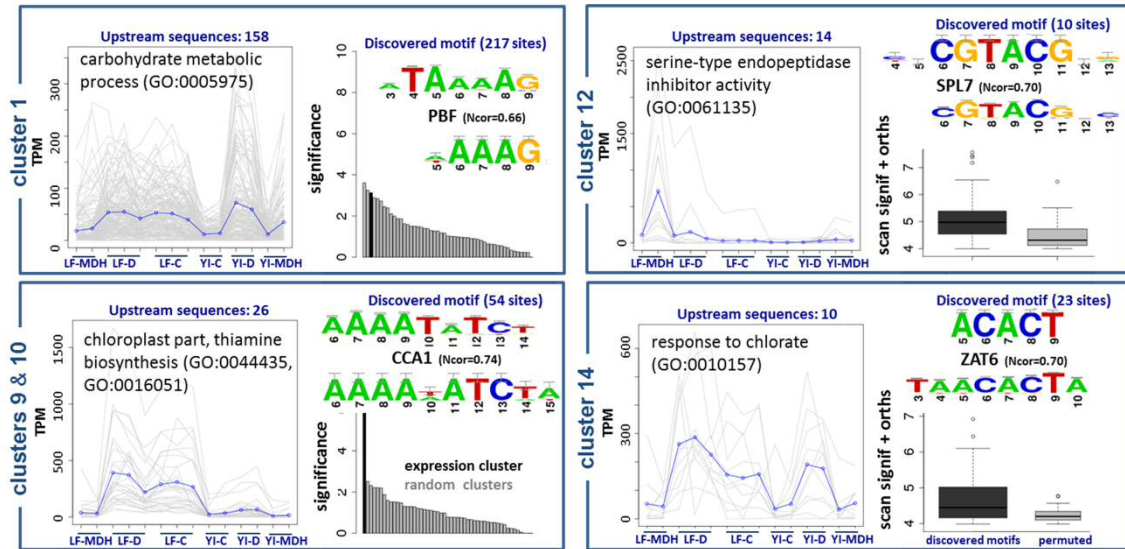 cluster 1
Upstream sequences: 158
carbohydrate metabolic
process (GO:0005975)
TPM
350
250
150
50
0
LF-MDH LF-D LF-C YI-C YI-D YI-MDH
significance
10
8
6
4
2
0
Discovered motif (217 sites)
A T A A A A G
3 4 5 6 7 8 9
PBF (Ncor=0.66)
A A A A G
5 6 7 8 9
cluster 12
Upstream sequences: 14
serine-type endopeptidase
inhibitor activity
(GO:0061135)
TPM
2500
1500
500
0
LF-MDH LF-D LF-C YI-C YI-D YI-MDH
Discovered motif (10 sites)
C G T A C G
4 6 7 8 9 10 11 12 13
SPL7 (Ncor=0.70)
C G T A C G
6 7 8 9 10 11 12 13
scan signif + orths
7
6
5
4
clusters 9 & 10
Upstream sequences: 26
chloroplast part, thiamine
biosynthesis (GO:0044435,
GO:0016051)
TPM
1500
1000
500
0
LF-MDH LF-D LF-C YI-C YI-D YI-MDH
Discovered motif (54 sites)
A A A A T A T C T
6 7 8 9 10 11 12 13 14
CCA1 (Ncor=0.74)
A A A A A T C T A
6 7 8 9 10 11 12 13 14 15
significance
4
2
0
expression cluster
random clusters
cluster 14
Upstream sequences: 10
response to chlorate
(GO:0010157)
TPM
600
300
0
LF-MDH LF-D LF-C YI-C YI-D YI-MDH
Discovered motif (23 sites)
A C A C T
5 6 7 8 9
ZAT6 (Ncor=0.70)
T A A C A C T A
3 4 5 6 7 8 9 10
scan signif + orths
7
6
5
4
discovered motifs permuted